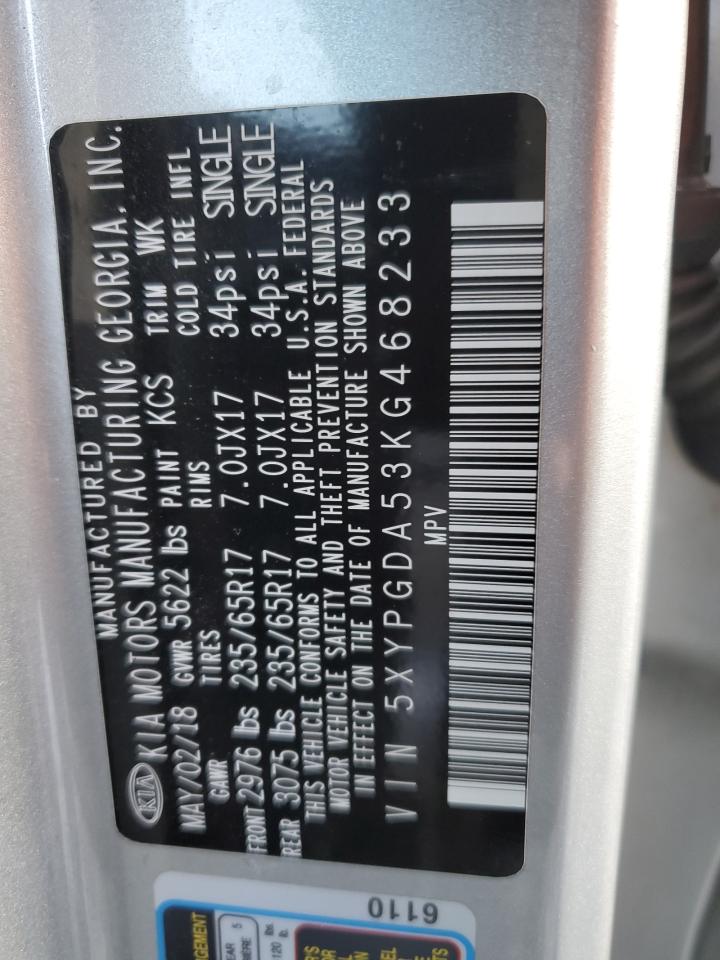 MANUFACTURED BY
KIA KIA MOTORS MANUFACTURING GEORGIA, INC.
MAY/02/18 GVWR 5622 lbs PAINT KCS TRIM WK
GAWR TIRES RIMS COLD TIRE INFL
FRONT 2976 lbs 235/65R17 7.0JX17 34psi SINGLE
REAR 3075 lbs 235/65R17 7.0JX17 34psi SINGLE
THIS VEHICLE CONFORMS TO ALL APPLICABLE U.S.A. FEDERAL
MOTOR VEHICLE SAFETY AND THEFT PREVENTION STANDARDS
IN EFFECT ON THE DATE OF MANUFACTURE SHOWN ABOVE
VIN 5XYPGDA53KG468233
MPV
6110